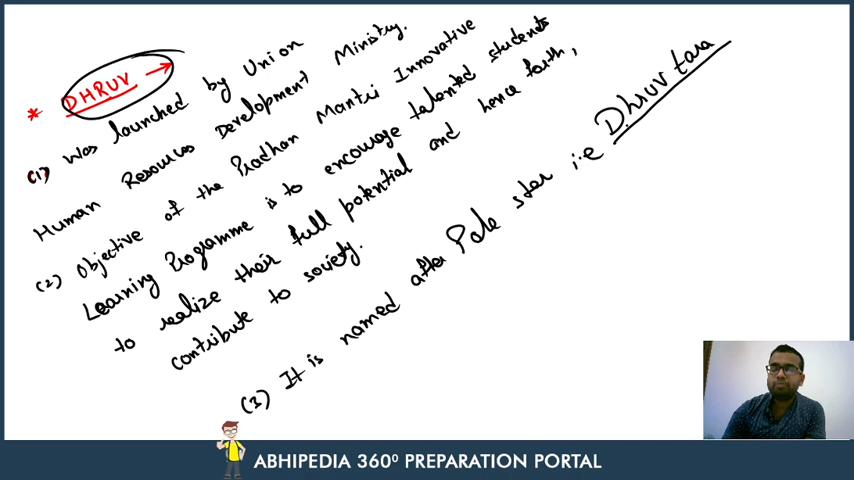 * DHRUV →
(1) Was launched by Union
Human Resources Development Ministry.
(2) Objective of the Pradhan Mantri Innovative
Learning Programme is to encourage talented students
to realize their full potential and hence forth,
contribute to society.
(3) It is named after Pole star i.e Dhruv tara
ABHIPEDIA 360⁰ PREPARATION PORTAL